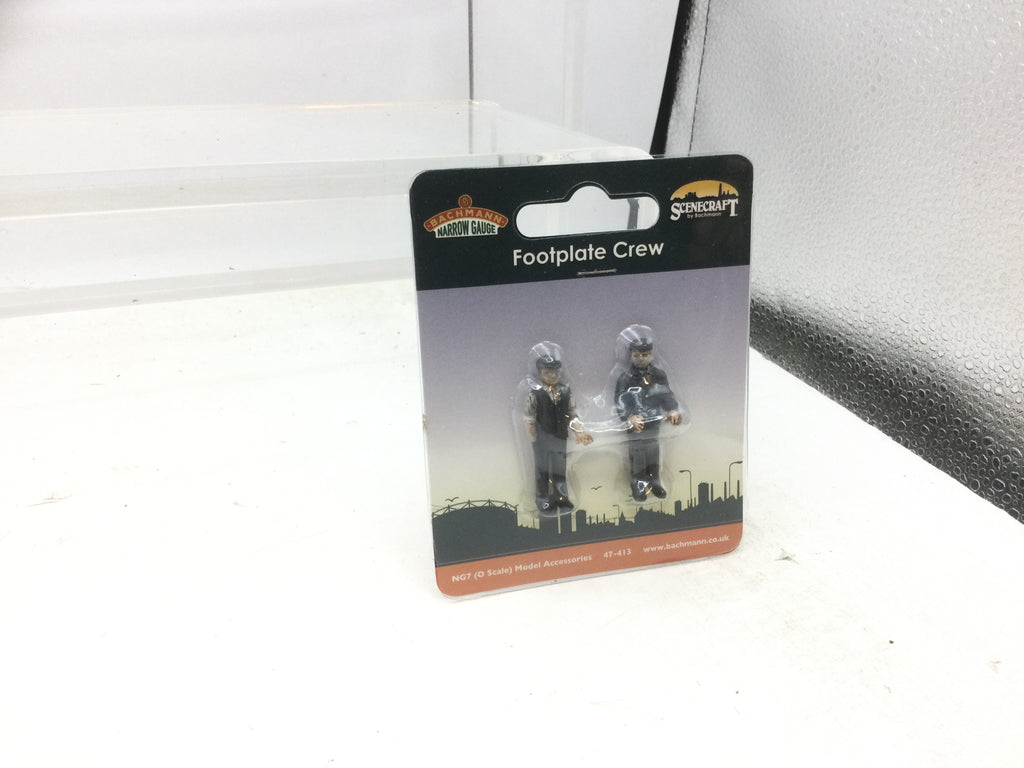 BACHMANN
NARROW GAUGE
SCENECRAFT
by Bachmann
Footplate Crew
NG7 (O Scale) Model Accessories 47-413 www.bachmann.co.uk